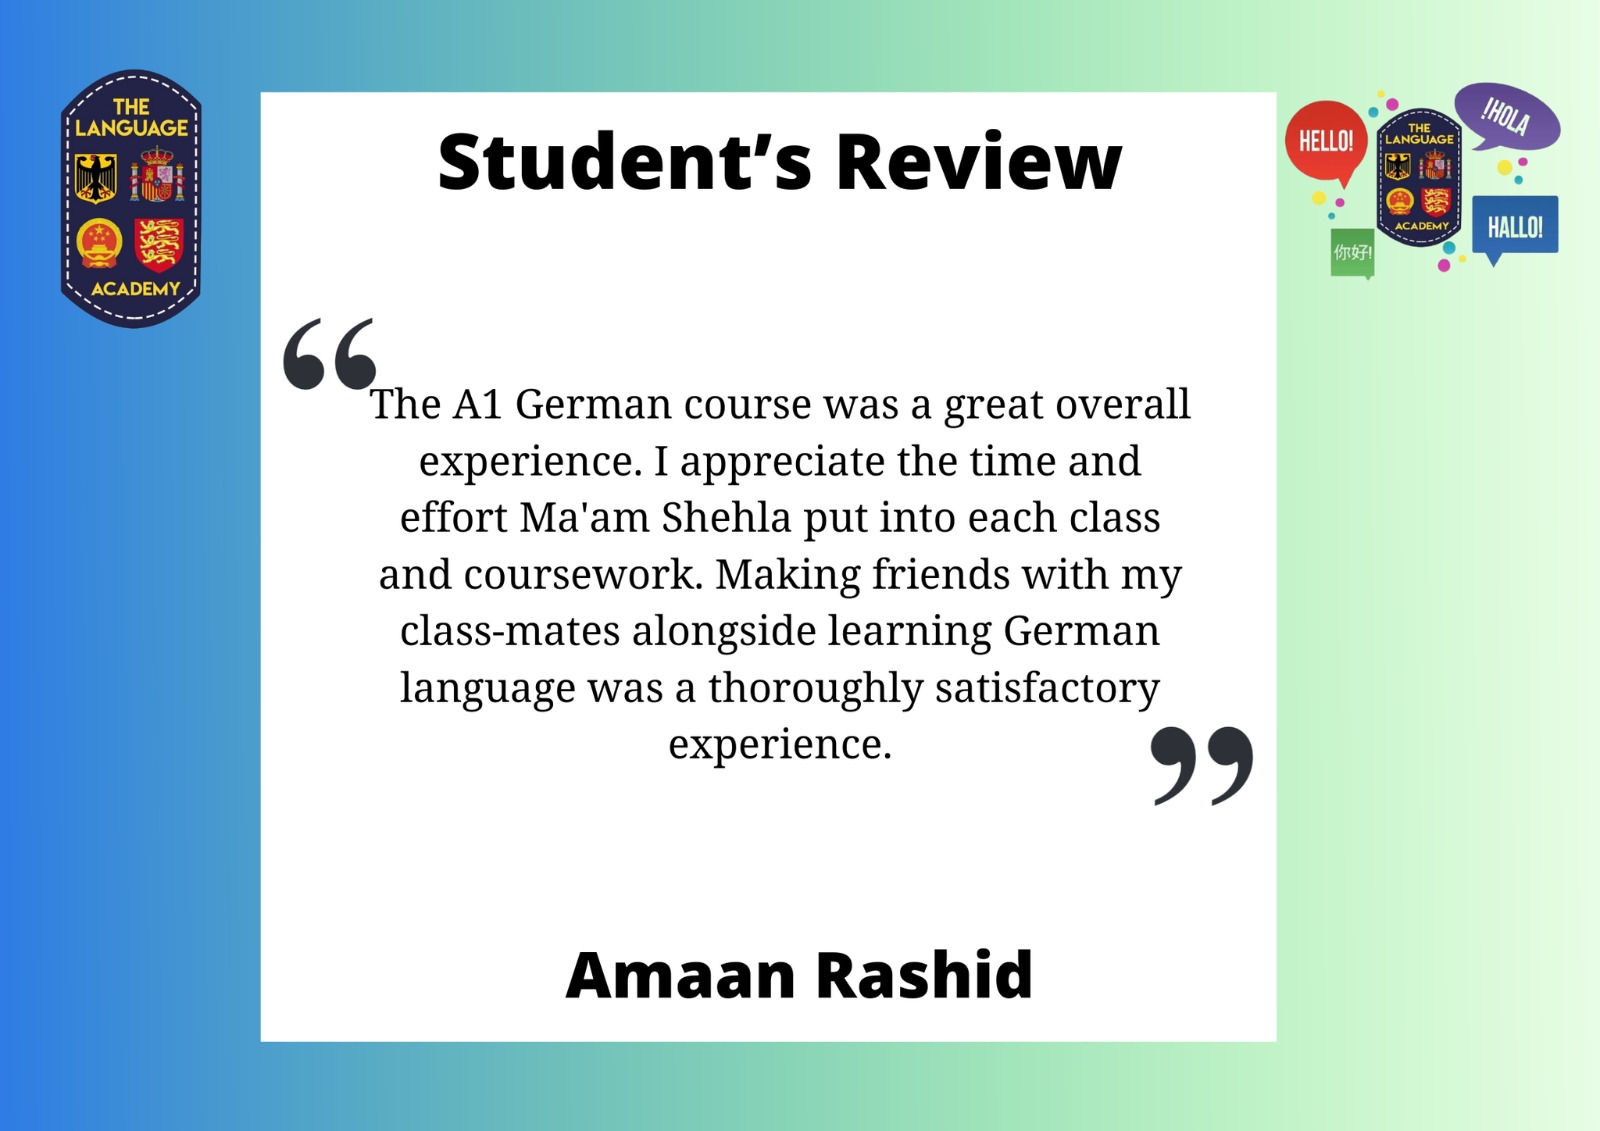 THE
LANGUAGE
ACADEMY
Student’s Review
HELLO!
!HOLA
THE
LANGUAGE
ACADEMY
HALLO!
你好!
“
The A1 German course was a great overall
experience. I appreciate the time and
effort Ma'am Shehla put into each class
and coursework. Making friends with my
class-mates alongside learning German
language was a thoroughly satisfactory
experience.
”
Amaan Rashid